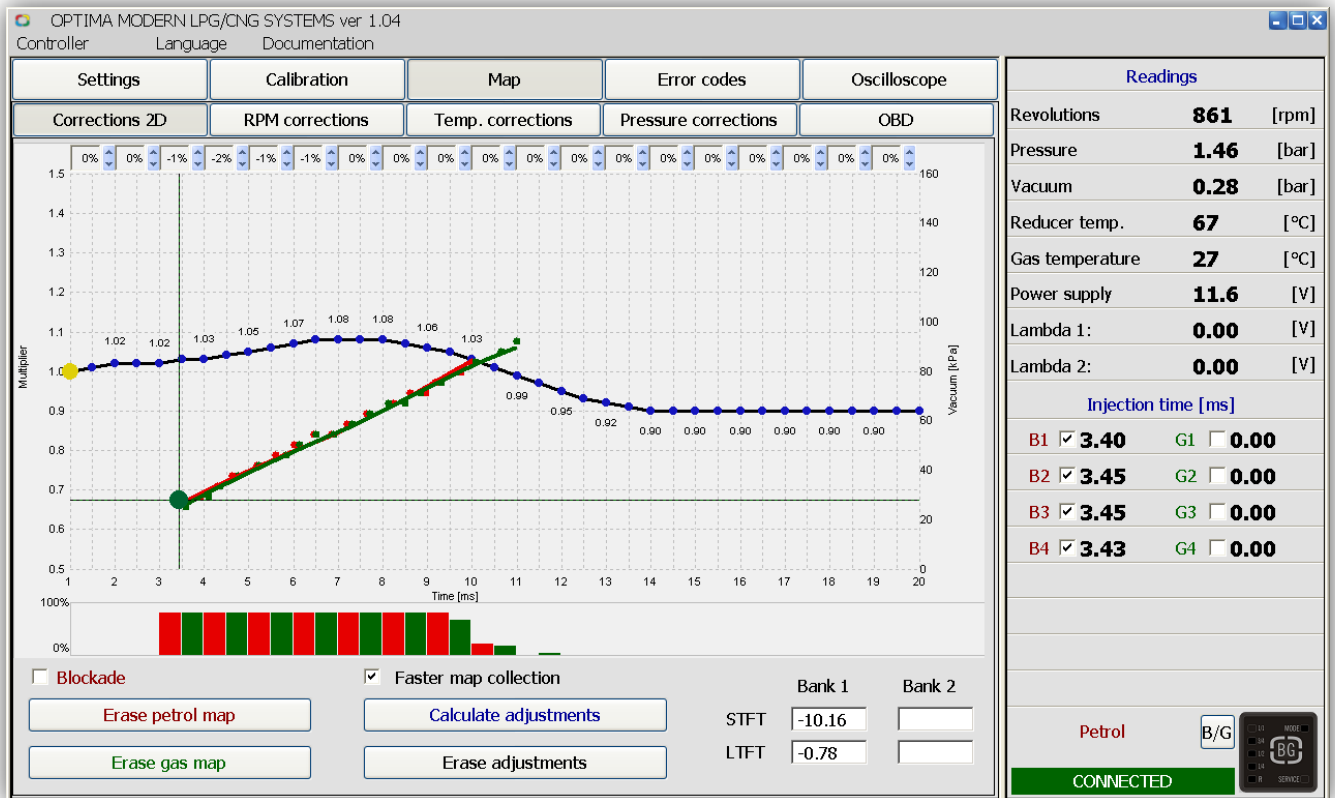 OPTIMA MODERN LPG/CNG SYSTEMS ver 1.04
Controller Language Documentation
Settings Calibration Map Error codes Oscilloscope
Corrections 2D RPM corrections Temp. corrections Pressure corrections OBD
0% 0% -1% -2% -1% -1% 0% 0% 0% 0% 0% 0% 0% 0% 0% 0% 0% 0% 0%
1.5 160
1.4 140
1.3 120
1.2
1.1 100
1.0 80
0.9 60
0.8 40
0.7
0.6 20
0.5 0
Multiplier
Vacuum [kPa]
1.02 1.02 1.03 1.05 1.07 1.08 1.08 1.06 1.03
0.99 0.95 0.92 0.90 0.90 0.90 0.90 0.90 0.90
1 2 3 4 5 6 7 8 9 10 11 12 13 14 15 16 17 18 19 20
Time [ms]
100%
0%
Blockade Faster map collection
Erase petrol map Calculate adjustments
Erase gas map Erase adjustments
Bank 1 Bank 2
STFT -10.16
LTFT -0.78
Readings
Revolutions 861 [rpm]
Pressure 1.46 [bar]
Vacuum 0.28 [bar]
Reducer temp. 67 [°C]
Gas temperature 27 [°C]
Power supply 11.6 [V]
Lambda 1: 0.00 [V]
Lambda 2: 0.00 [V]
Injection time [ms]
B1 3.40 G1 0.00
B2 3.45 G2 0.00
B3 3.45 G3 0.00
B4 3.43 G4 0.00
Petrol B/G
MODE
BG
SERVICE
CONNECTED